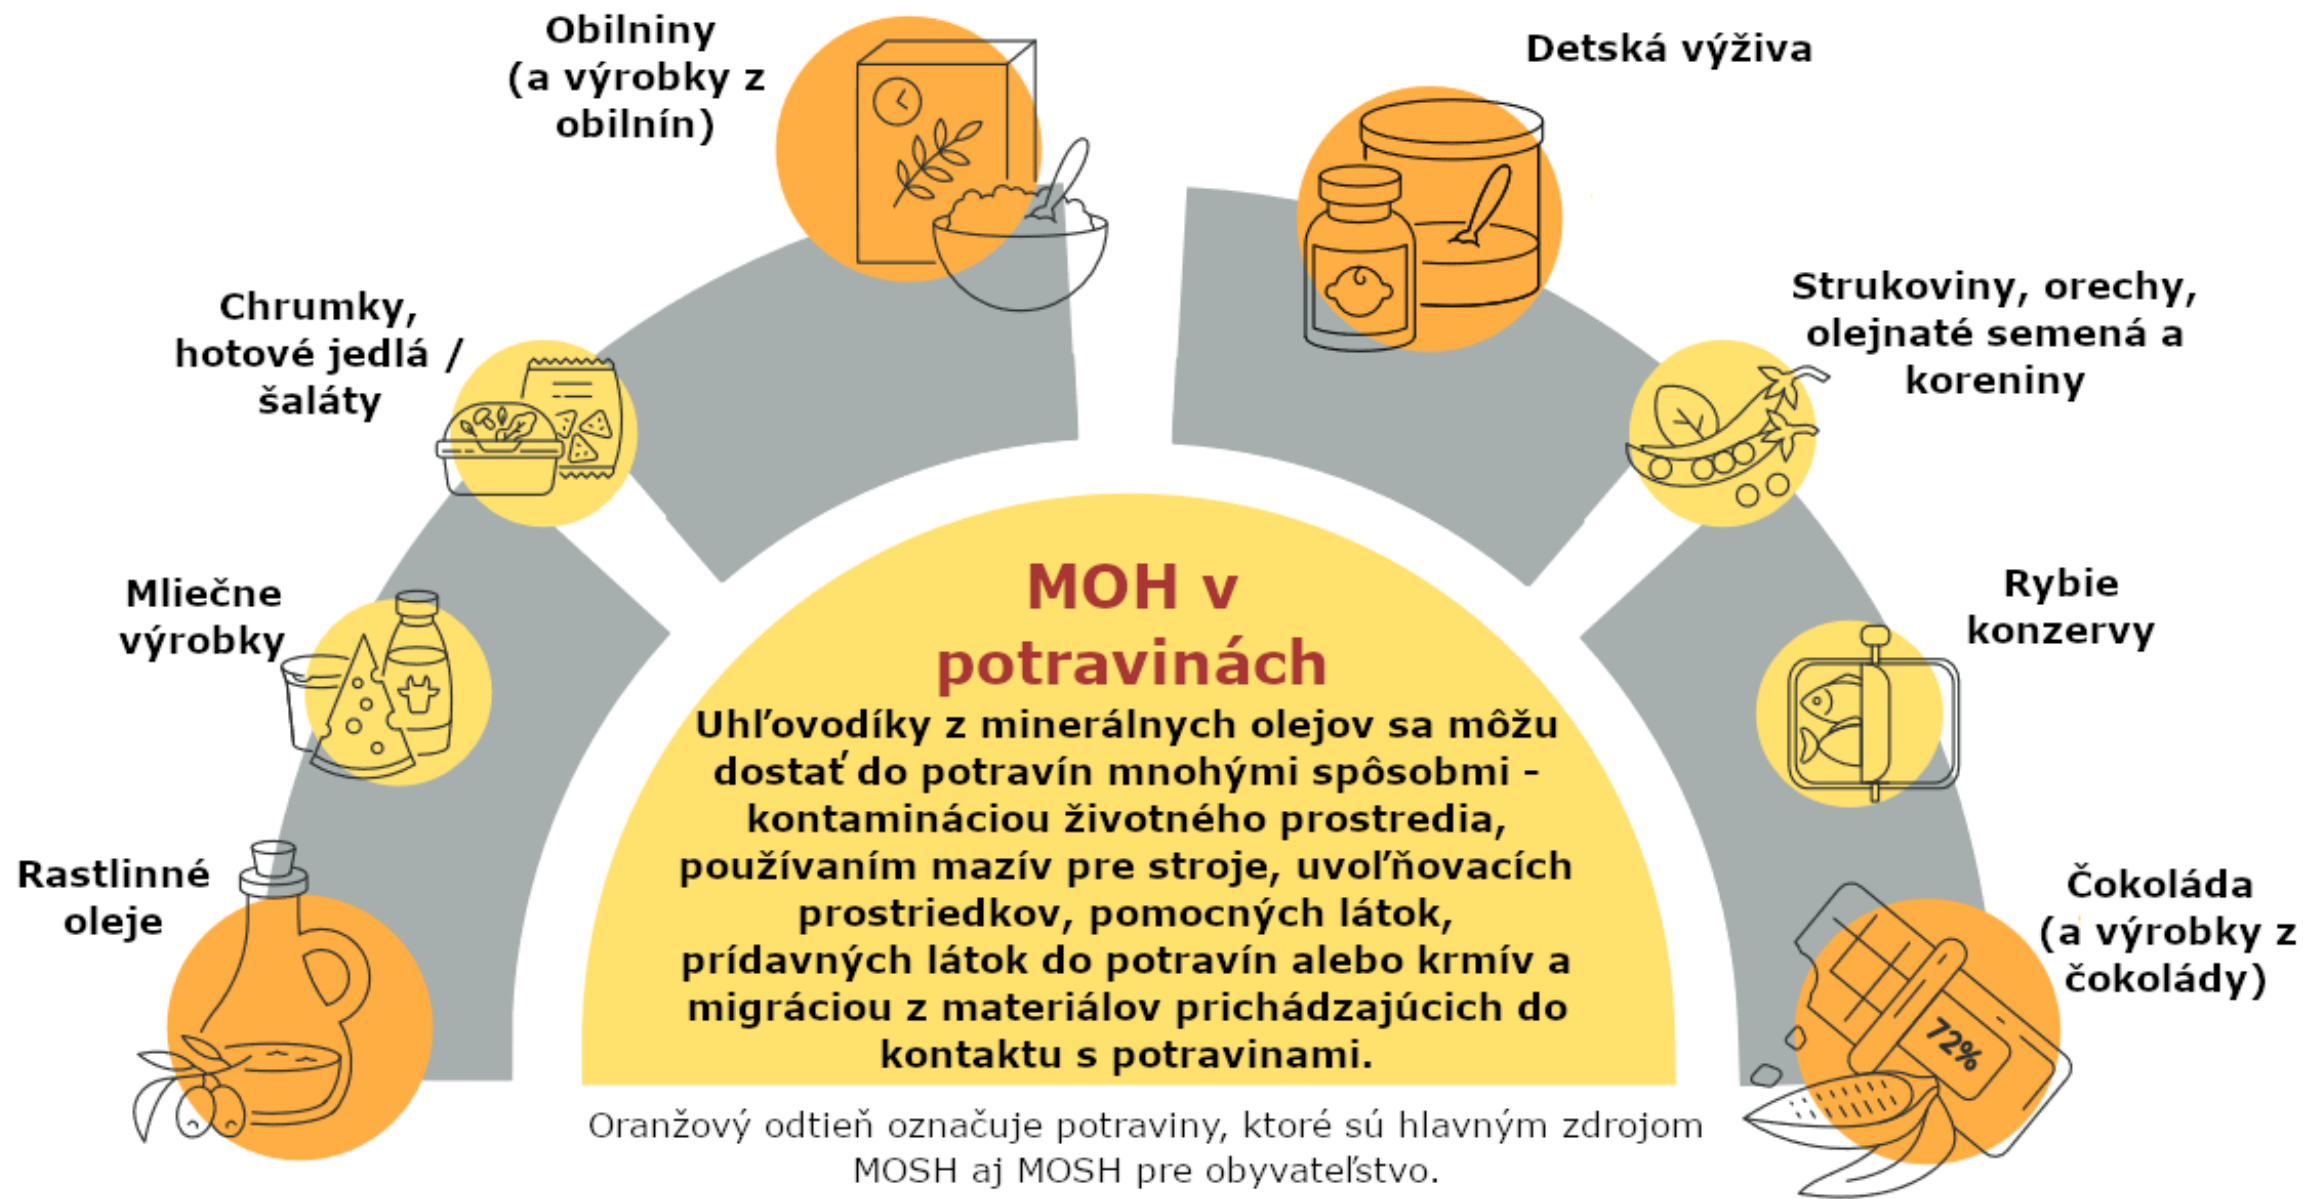 Obilniny
(a výrobky z
obilnín)
Detská výživa
Chrumky,
hotové jedlá /
šaláty
Strukoviny, orechy,
olejnaté semená a
koreniny
Mliečne
výrobky
Rybie
konzervy
Rastlinné
oleje
Čokoláda
(a výrobky z
čokolády)
72%
MOH v
potravinách
Uhľovodíky z minerálnych olejov sa môžu
dostať do potravín mnohými spôsobmi -
kontamináciou životného prostredia,
používaním mazív pre stroje, uvoľňovacích
prostriedkov, pomocných látok,
prídavných látok do potravín alebo krmív a
migráciou z materiálov prichádzajúcich do
kontaktu s potravinami.
Oranžový odtieň označuje potraviny, ktoré sú hlavným zdrojom
MOSH aj MOSH pre obyvateľstvo.